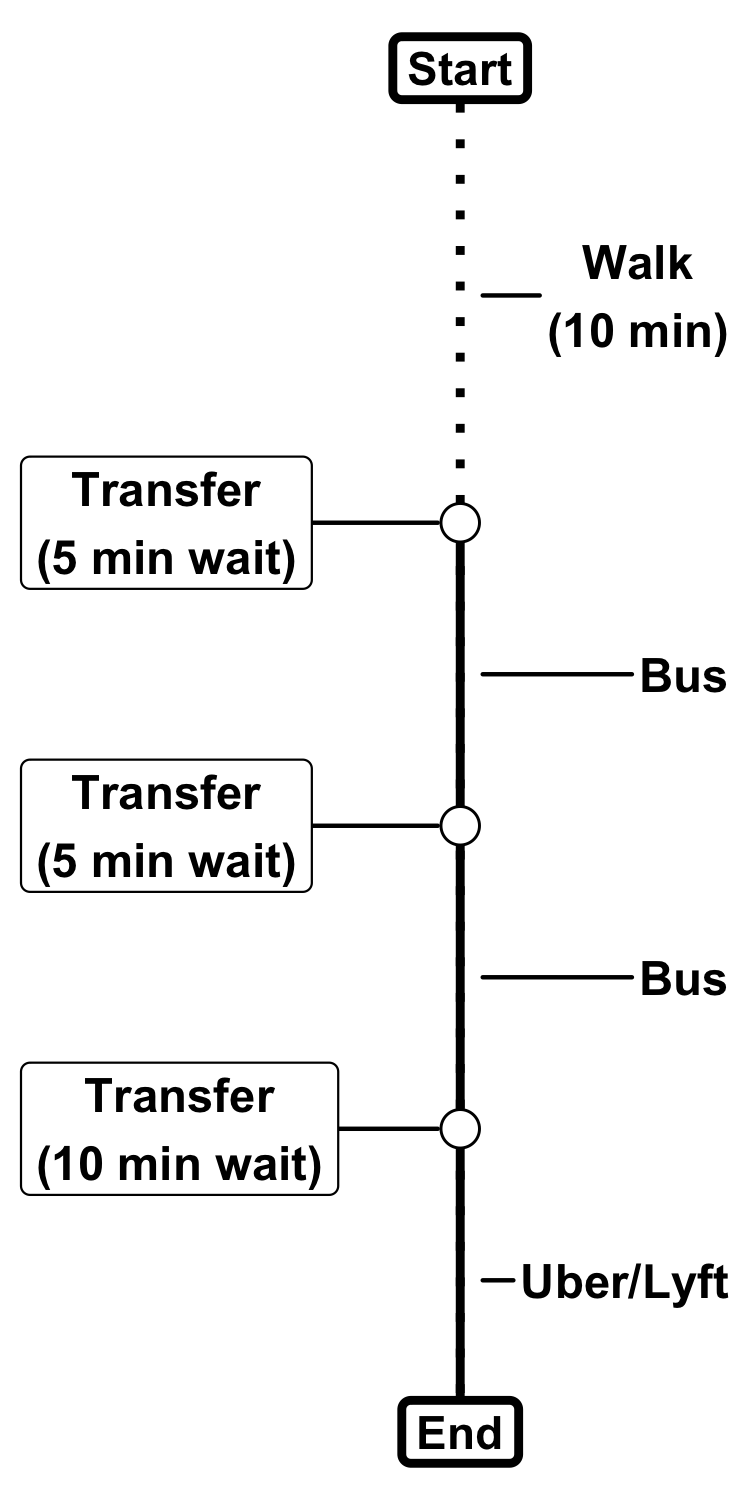 Start
Walk
(10 min)
Transfer
(5 min wait)
Bus
Transfer
(5 min wait)
Bus
Transfer
(10 min wait)
Uber/Lyft
End